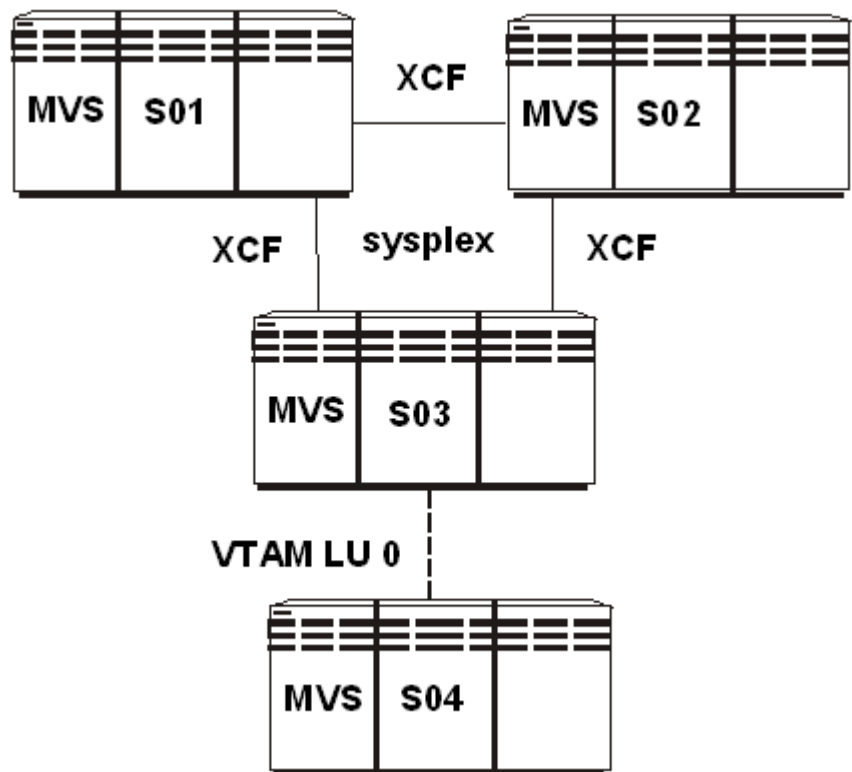 XCF
MVS S01
MVS S02
XCF
sysplex
XCF
MVS S03
VTAM LU 0
MVS S04